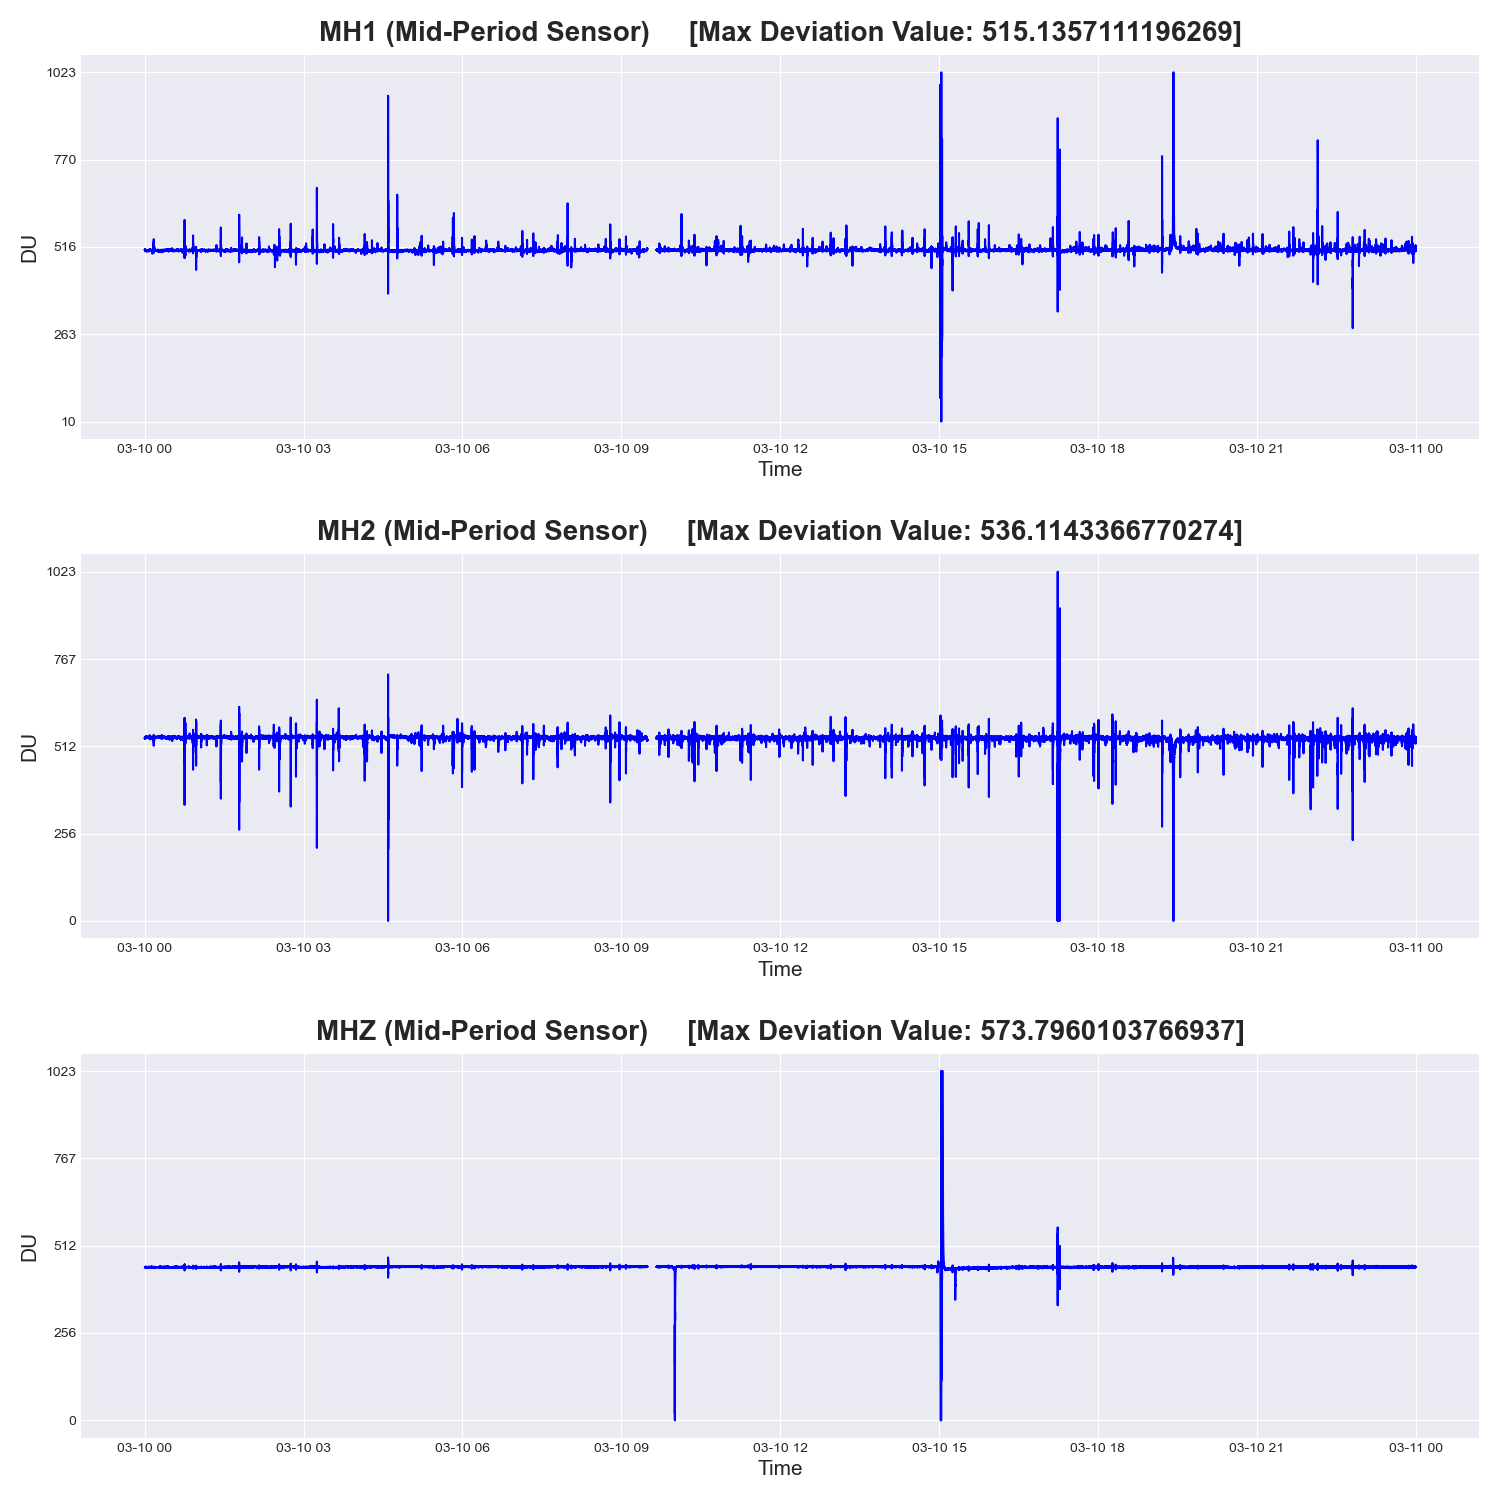 MH1 (Mid-Period Sensor) [Max Deviation Value: 515.1357111196269]
1023
770
516
263
10
DU
03-10 00 03-10 03 03-10 06 03-10 09 03-10 12 03-10 15 03-10 18 03-10 21 03-11 00
Time
MH2 (Mid-Period Sensor) [Max Deviation Value: 536.1143366770274]
1023
767
512
256
0
DU
03-10 00 03-10 03 03-10 06 03-10 09 03-10 12 03-10 15 03-10 18 03-10 21 03-11 00
Time
MHZ (Mid-Period Sensor) [Max Deviation Value: 573.7960103766937]
1023
767
512
256
0
DU
03-10 00 03-10 03 03-10 06 03-10 09 03-10 12 03-10 15 03-10 18 03-10 21 03-11 00
Time